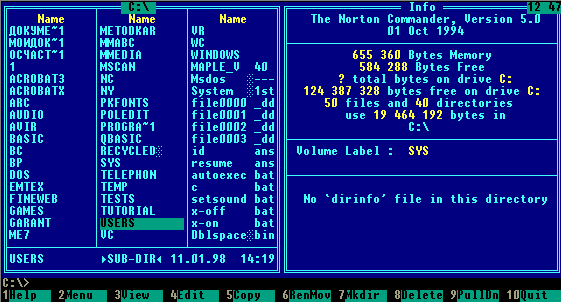 C:\
Name Name Name
ДОКУМЕ~1 METODKAR VR
МОИДОК~1 MMABC WC
ОСЧАСТ~1 MMEDIA WINDOWS
1 MSCAN MAPLE_V 40
ACROBAT3 NC Msdos ---
ACROBATX NY System 1st
ARC PKFONTS file0000 _dd
AUDIO POLEDIT file0001 _dd
AVIR PROGRA~1 file0002 _dd
BASIC QBASIC file0003 _dd
BC RECYCLED id ans
BP SYS resume ans
DOS TELEPHON autoexec bat
EMTEX TEMP c bat
FINEWEB TESTS setsound bat
GAMES TUTORIAL x-off bat
GARANT USERS x-on bat
ME7 VC Dblspace bin
USERS ►SUB-DIR◄ 11.01.98 14:19
Info 12 47
The Norton Commander, Version 5.0
01 Oct 1994
655 360 Bytes Memory
584 288 Bytes Free
? total bytes on drive C:
124 387 328 bytes free on drive C:
50 files and 40 directories
use 19 464 192 bytes in
C:\
Volume Label : SYS
No 'dirinfo' file in this directory
C:\>
1Help 2Menu 3View 4Edit 5Copy 6RenMov 7Mkdir 8Delete 9PullDn 10Quit